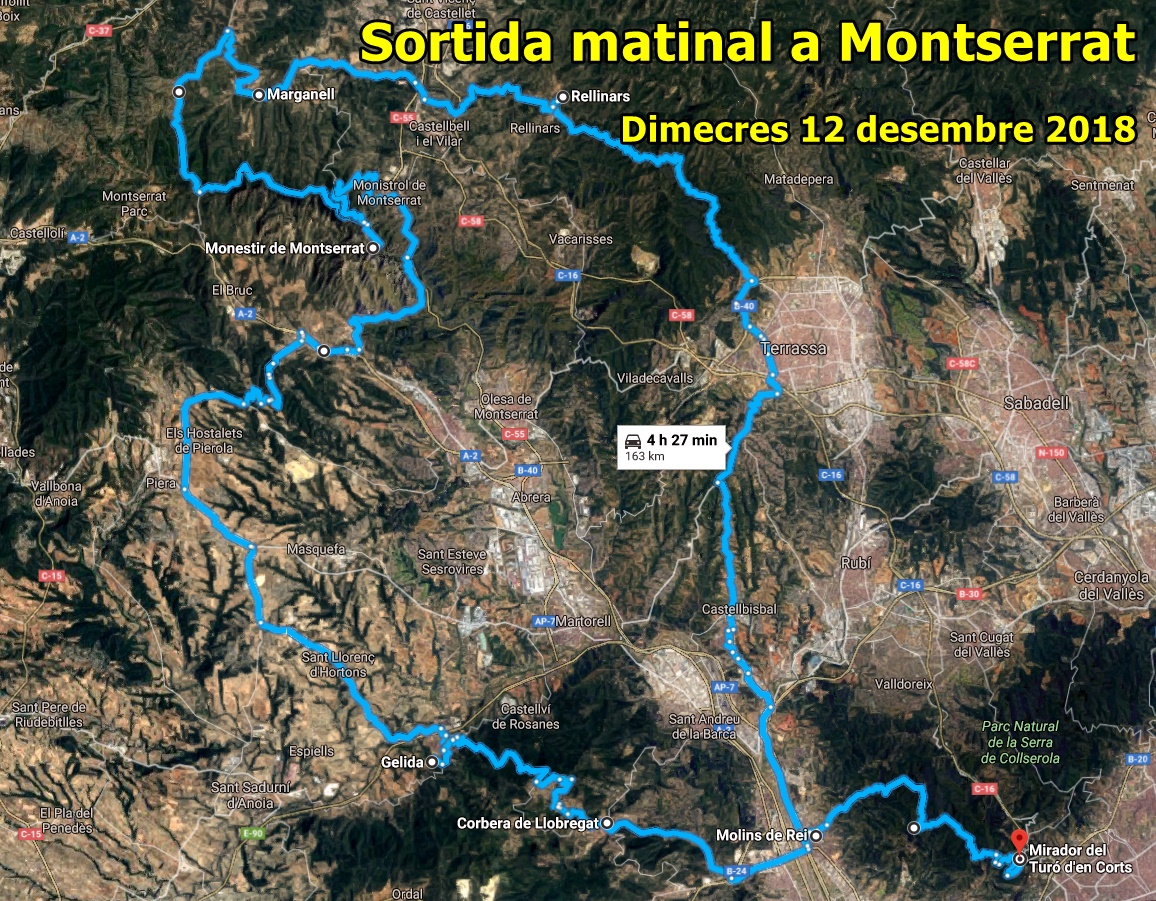 Sant Vicenç
de Castellet
C-37
Sortida matinal a Montserrat
Marganell
Rellinars
C-55
Castellbell
i el Vilar
Rellinars
Dimecres 12 desembre 2018
Castellar
del Vallès
Matadepera
Sentmenat
Monistrol de
Montserrat
Montserrat
Parc
C-58
Castellolí
A-2
Vacarisses
Monestir de Montserrat
C-16
El Bruc
A-2
B-40
C-58
Terrassa
C-58C
Viladecavalls
Olesa de
Montserrat
Sabadell
C-55
Els Hostalets
de Pierola
4 h 27 min
163 km
A-2
B-40
N-150
C-16
C-58
Piera
Vallbona
d'Anoia
Abrera
Barberà
del Vallès
Masquefa
Sant Esteve
Sesrovires
Rubí
C-15
C-16
B-30
Cerdanyola
del Vallès
Castellbisbal
AP-7
Martorell
Sant Cugat
del Vallès
Sant Llorenç
d'Hortons
AP-7
Valldoreix
Sant Pere de
Riudebitlles
Castellví
de Rosanes
Sant Andreu
de la Barca
Parc Natural
de la Serra
de Collserola
Espiells
Gelida
B-20
Sant Sadurní
d'Anoia
C-16
El Pla del
Penedès
C-15
E-90
Corbera de Llobregat
Molins de Rei
Mirador del
Turó d'en Corts
B-24
Ordal